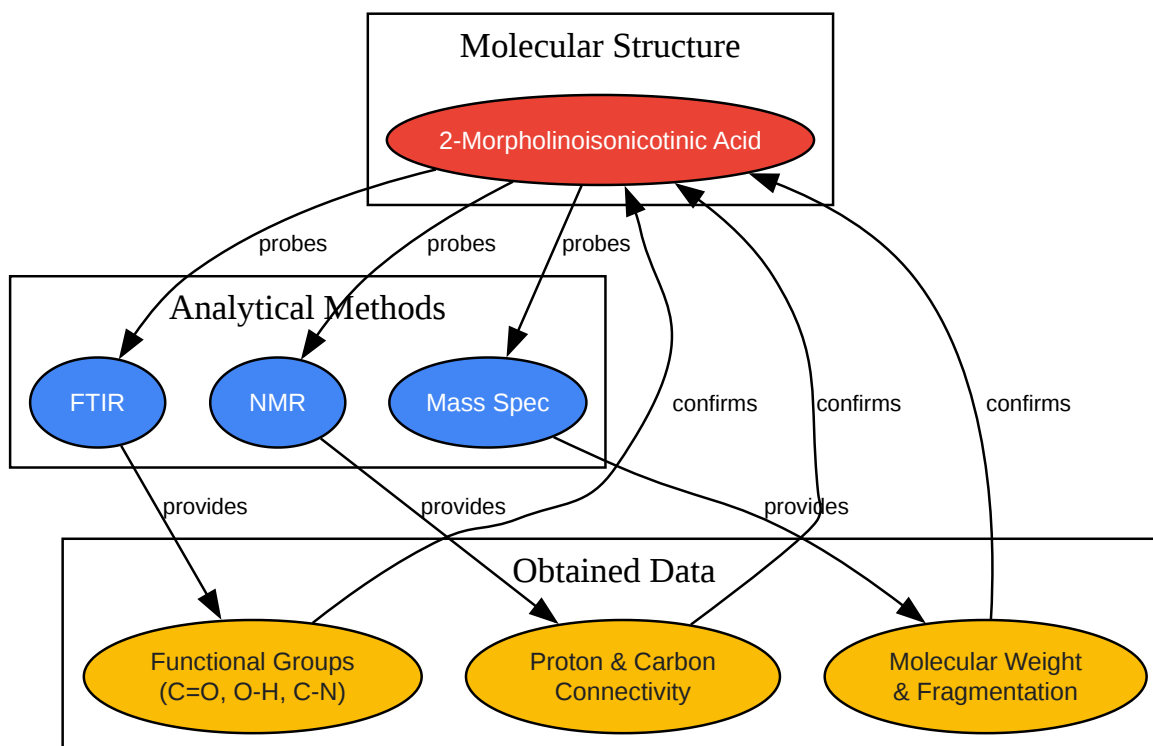 Molecular Structure
2-Morpholinoisonicotinic Acid
probes
probes
probes
Analytical Methods
FTIR
NMR
Mass Spec
confirms
confirms
confirms
provides
provides
provides
Obtained Data
Functional Groups
(C=O, O-H, C-N)
Proton & Carbon
Connectivity
Molecular Weight
& Fragmentation